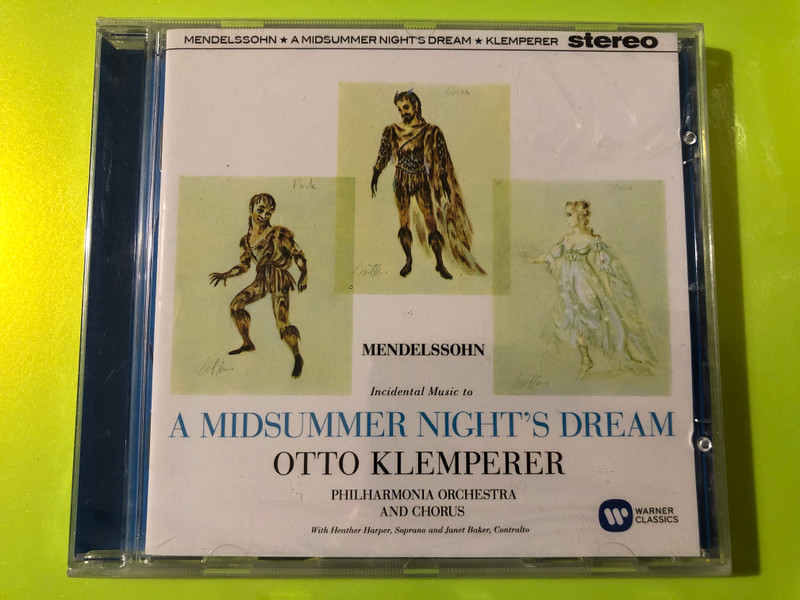 MENDELSSOHN ★ A MIDSUMMER NIGHT'S DREAM ★ KLEMPERER stereo
Puck
MENDELSSOHN
Incidental Music to
A MIDSUMMER NIGHT'S DREAM
OTTO KLEMPERER
PHILHARMONIA ORCHESTRA
AND CHORUS
With Heather Harper, Soprano and Janet Baker, Contralto
WARNER
CLASSICS